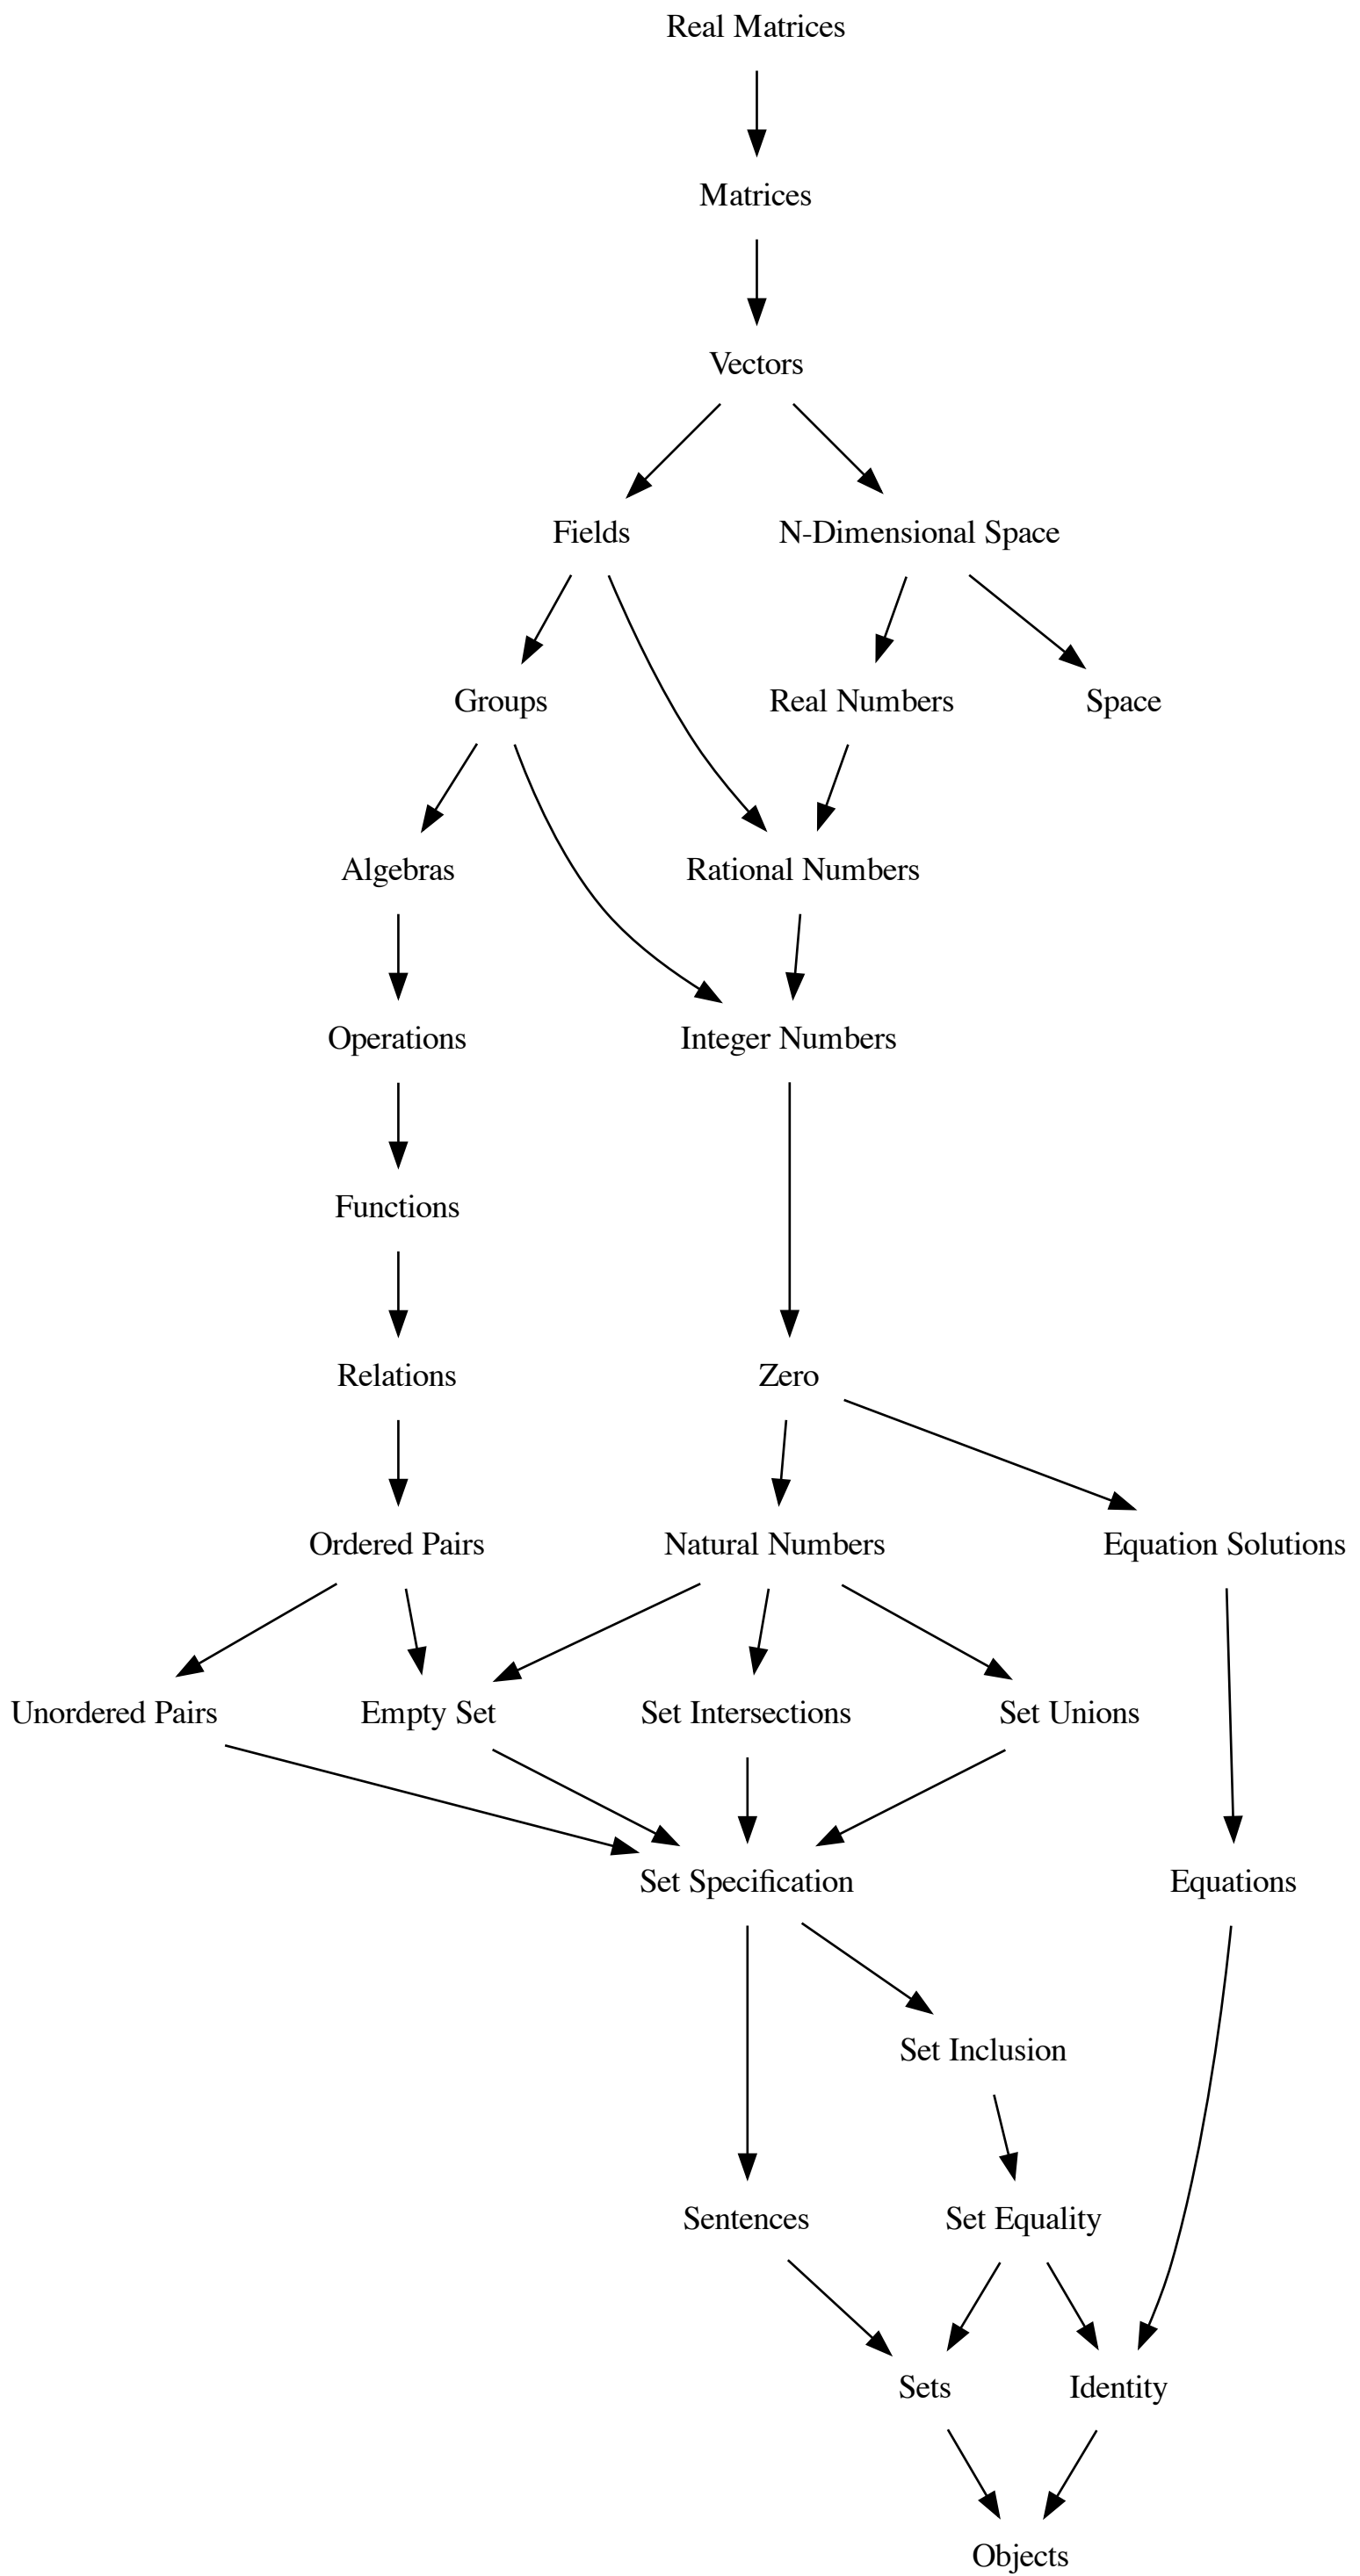 Real Matrices
Matrices
Vectors
Fields
N-Dimensional Space
Groups
Real Numbers
Space
Algebras
Rational Numbers
Operations
Integer Numbers
Functions
Relations
Zero
Ordered Pairs
Natural Numbers
Equation Solutions
Unordered Pairs
Empty Set
Set Intersections
Set Unions
Set Specification
Equations
Set Inclusion
Sentences
Set Equality
Sets
Identity
Objects